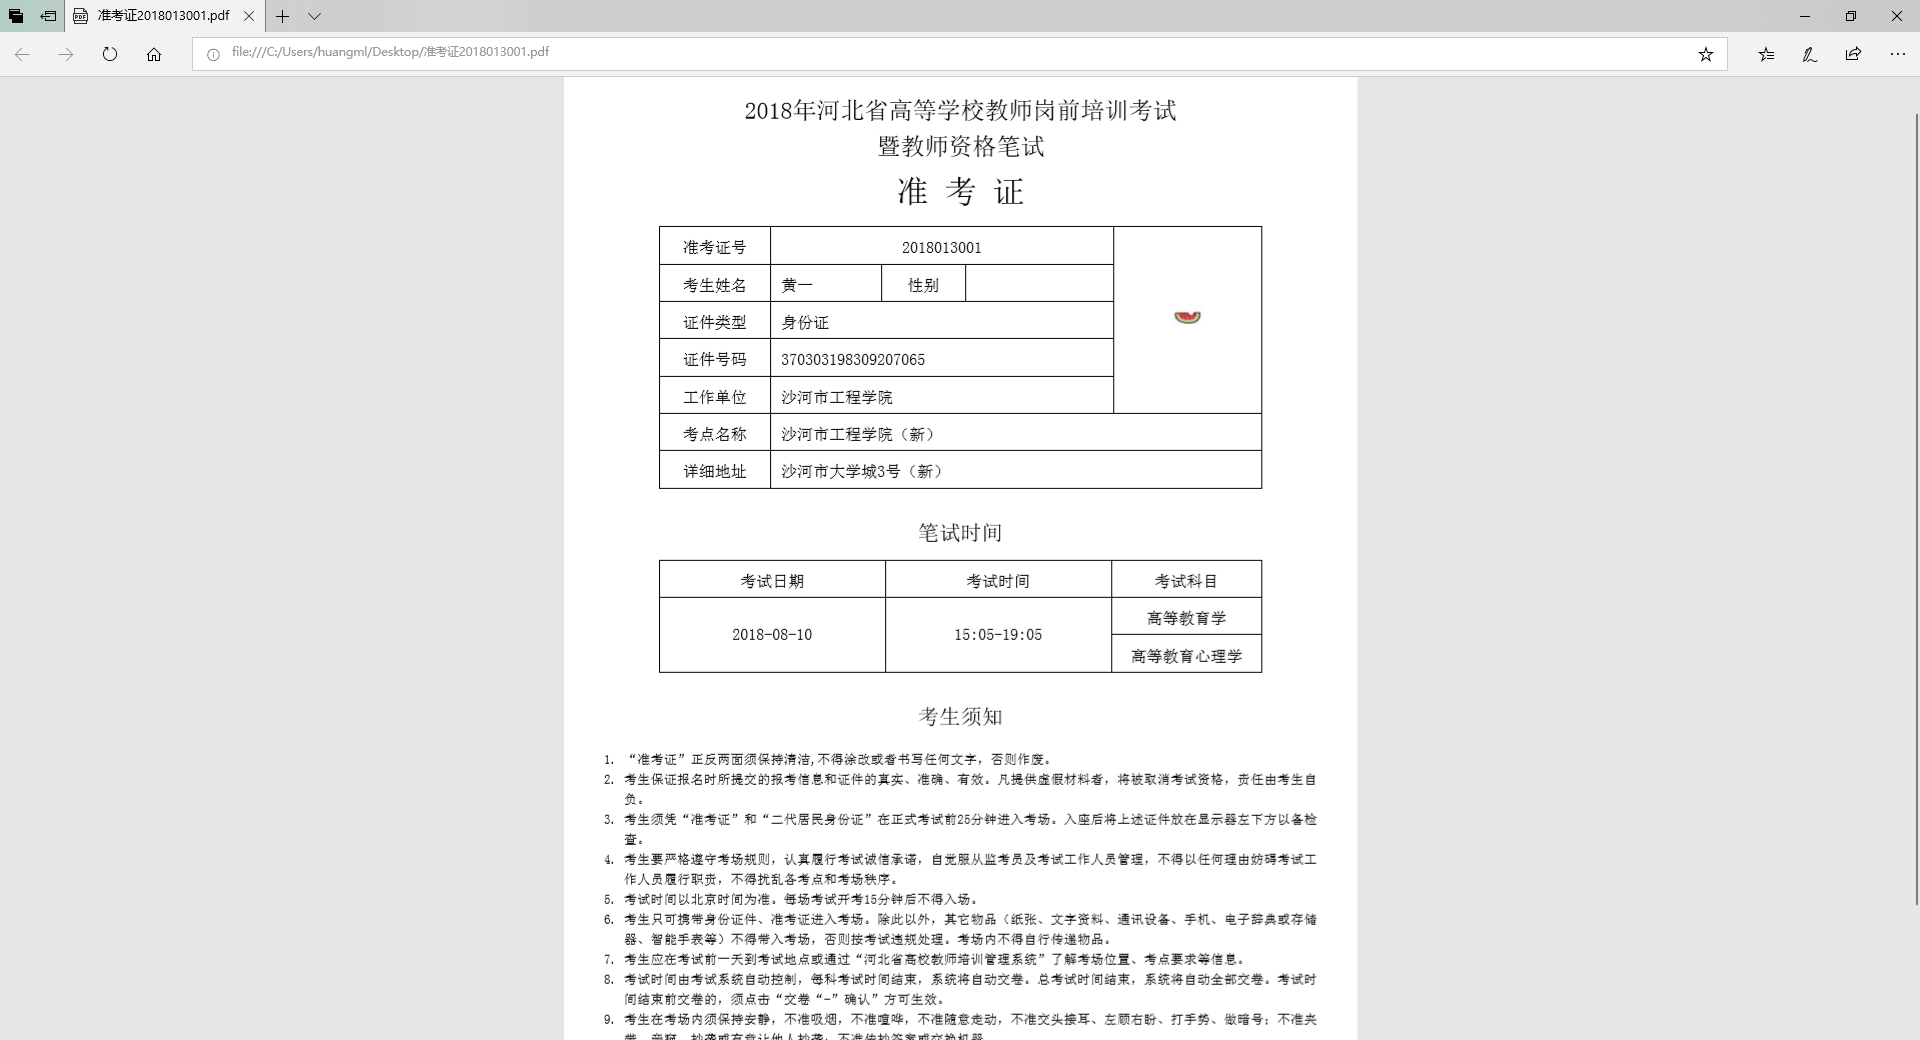 准考证2018013001.pdf
file:///C:/Users/huangml/Desktop/准考证2018013001.pdf
2018年河北省高等学校教师岗前培训考试
暨教师资格笔试
准 考 证
准考证号 2018013001
考生姓名 黄一 性别
证件类型 身份证
证件号码 370303198309207065
工作单位 沙河市工程学院
考点名称 沙河市工程学院（新）
详细地址 沙河市大学城3号（新）
笔试时间
考试日期 考试时间 考试科目
2018-08-10 15:05-19:05 高等教育学
高等教育心理学
考生须知
1. “准考证”正反两面须保持清洁,不得涂改或者书写任何文字，否则作废。
2. 考生保证报名时所提交的报考信息和证件的真实、准确、有效。凡提供虚假材料者，将被取消考试资格，责任由考生自
负。
3. 考生须凭“准考证”和“二代居民身份证”在正式考试前25分钟进入考场。入座后将上述证件放在显示器左下方以备检
查。
4. 考生要严格遵守考场规则，认真履行考试诚信承诺，自觉服从监考员及考试工作人员管理，不得以任何理由妨碍考试工
作人员履行职责，不得扰乱各考点和考场秩序。
5. 考试时间以北京时间为准。每场考试开考15分钟后不得入场。
6. 考生只可携带身份证件、准考证进入考场。除此以外，其它物品（纸张、文字资料、通讯设备、手机、电子辞典或存储
器、智能手表等）不得带入考场，否则按考试违规处理。考场内不得自行传递物品。
7. 考生应在考试前一天到考试地点或通过“河北省高校教师培训管理系统”了解考场位置、考点要求等信息。
8. 考试时间由考试系统自动控制，每科考试时间结束，系统将自动交卷。总考试时间结束，系统将自动全部交卷。考试时
间结束前交卷的，须点击“交卷“-”确认”方可生效。
9. 考生在考场内须保持安静，不准吸烟，不准喧哗，不准随意走动，不准交头接耳、左顾右盼、打手势、做暗号；不准夹
带、旁窥、抄袭或有意让他人抄袭；不准传抄答案或交换机器